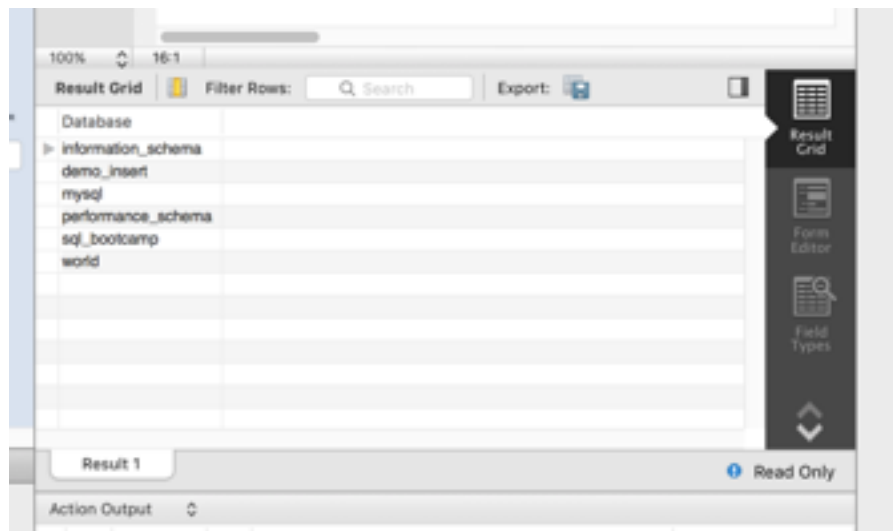 100% 16:1
Result Grid Filter Rows: Search Export:
Database
information_schema
demo_insert
mysql
performance_schema
sql_bootcamp
world
Result
Grid
Form
Editor
Field
Types
Result 1
Read Only
Action Output